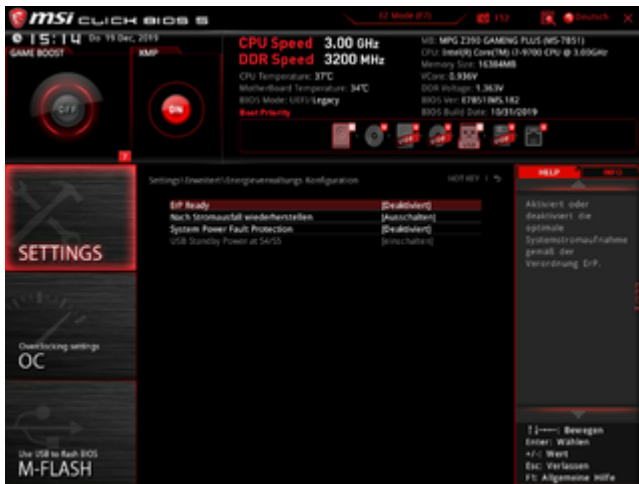 msi CLICK BIOS 5
EZ Mode (F7)
F12
Deutsch
15:14 Do 19 Dec, 2019
GAME BOOST
XMP
OFF
ON
CPU Speed 3.00 GHz
DDR Speed 3200 MHz
CPU Temperature: 37°C
MotherBoard Temperature: 34°C
BIOS Mode: UEFI/Legacy
Boot Priority
MB: MPG Z390 GAMING PLUS (MS-7B51)
CPU: Intel(R) Core(TM) i7-9700 CPU @ 3.00GHz
Memory Size: 16384MB
VCore: 0.936V
DDR Voltage: 1.363V
BIOS Ver: E7B51IMS.182
BIOS Build Date: 10/31/2019
SETTINGS
Overclocking settings
OC
Use USB to flash BIOS
M-FLASH
Settings\Erweitert\Energieverwaltungs Konfiguration
HOT KEY
ErP Ready [Deaktiviert]
Nach Stromausfall wiederherstellen [Ausschalten]
System Power Fault Protection [Deaktiviert]
USB Standby Power at S4/S5 [einschalten]
HELP
INFO
Aktiviert oder
deaktiviert die
optimale
Systemstromaufnahme
gemäß der
Verordnung ErP.
Bewegen
Enter: Wählen
+/-: Wert
Esc: Verlassen
F1: Allgemeine Hilfe